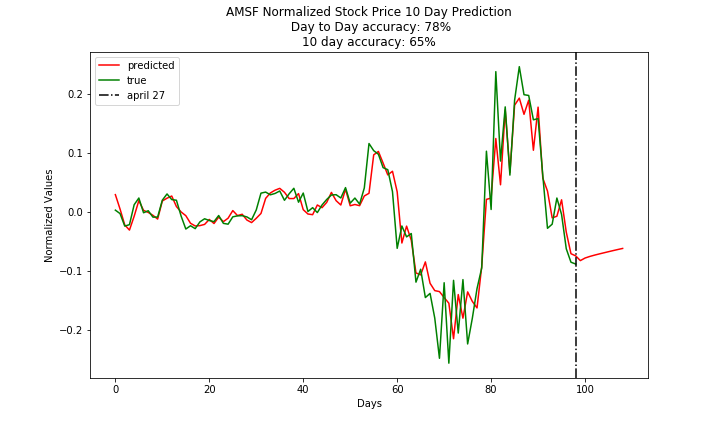 AMSF Normalized Stock Price 10 Day Prediction
Day to Day accuracy: 78%
10 day accuracy: 65%
predicted
true
april 27
Normalized Values
0.2
0.1
0.0
−0.1
−0.2
0 20 40 60 80 100
Days